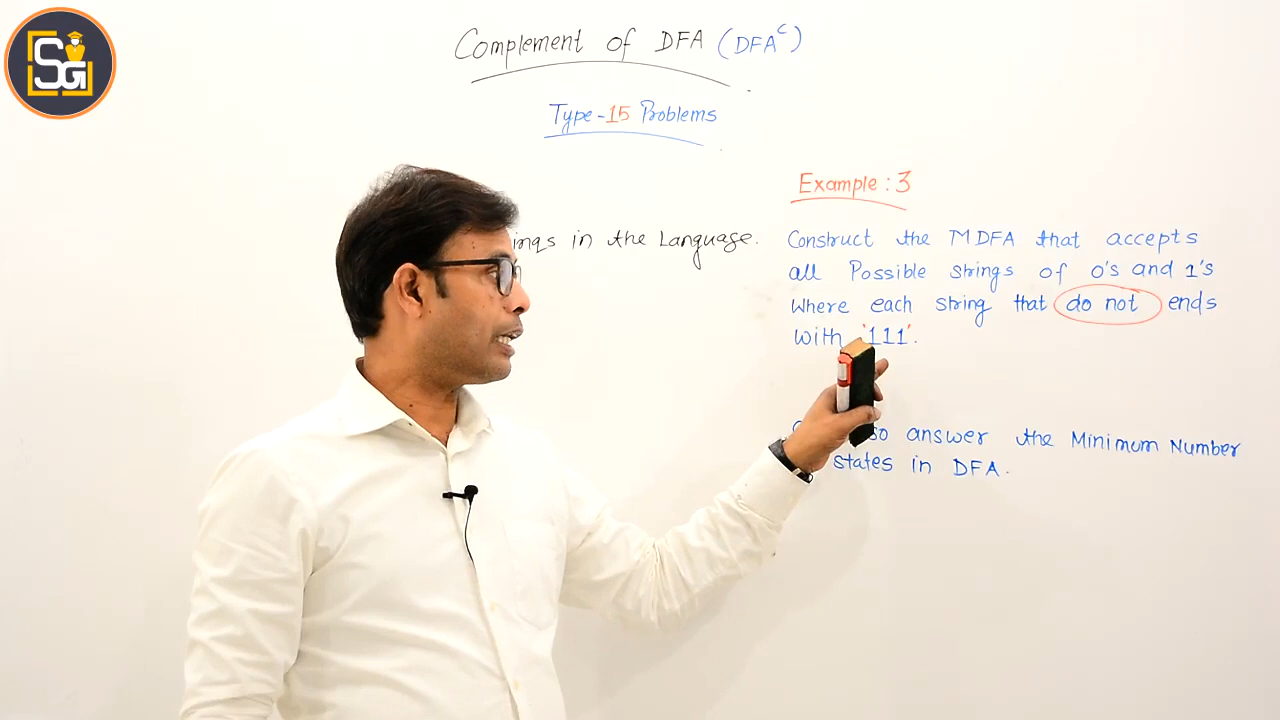 SG
Complement of DFA (DFAᶜ)
Type-15 Problems
Example : 3
in the Language.
Construct the MDFA that accepts
all Possible strings of 0's and 1's
Where each string that do not ends
with '111'.
answer the Minimum Number
states in DFA.